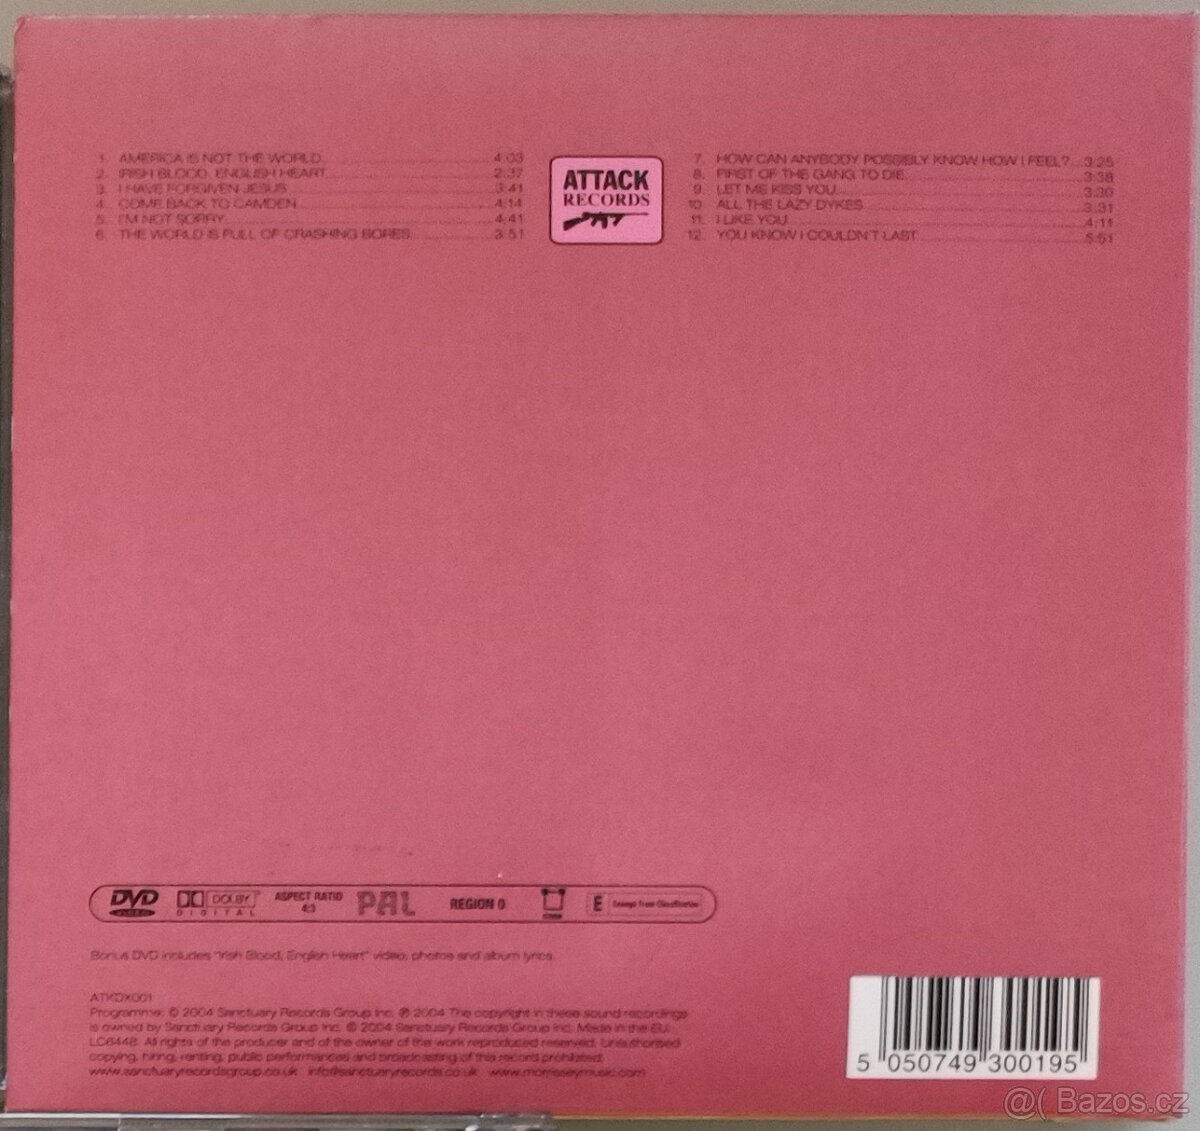 1. AMERICA IS NOT THE WORLD 4:03
2. IRISH BLOOD, ENGLISH HEART 2:37
3. I HAVE FORGIVEN JESUS 3:41
4. COME BACK TO CAMDEN 4:14
5. I'M NOT SORRY 4:41
6. THE WORLD IS FULL OF CRASHING BORES 3:51
ATTACK
RECORDS
7. HOW CAN ANYBODY POSSIBLY KNOW HOW I FEEL? 3:25
8. FIRST OF THE GANG TO DIE 3:38
9. LET ME KISS YOU 3:30
10. ALL THE LAZY DYKES 3:31
11. I LIKE YOU 4:11
12. YOU KNOW I COULDN'T LAST 5:51
DVD
VIDEO
DOLBY
DIGITAL
ASPECT RATIO
4:3
PAL
REGION 0
E Exempt from Classification
Bonus DVD includes "Irish Blood, English Heart" video, photos and album lyrics.
ATKDX001
Programme: © 2004 Sanctuary Records Group Inc. ℗ 2004 The copyright in these sound recordings
is owned by Sanctuary Records Group Inc. © 2004 Sanctuary Records Group Inc. Made in the EU.
LC6448. All rights of the producer and of the owner of the work reproduced reserved. Unauthorised
copying, hiring, renting, public performances and broadcasting of this record prohibited.
www.sanctuaryrecordsgroup.co.uk info@sanctuaryrecords.co.uk www.morrisseymusic.com
5 050749 300195
@( Bazos.cz